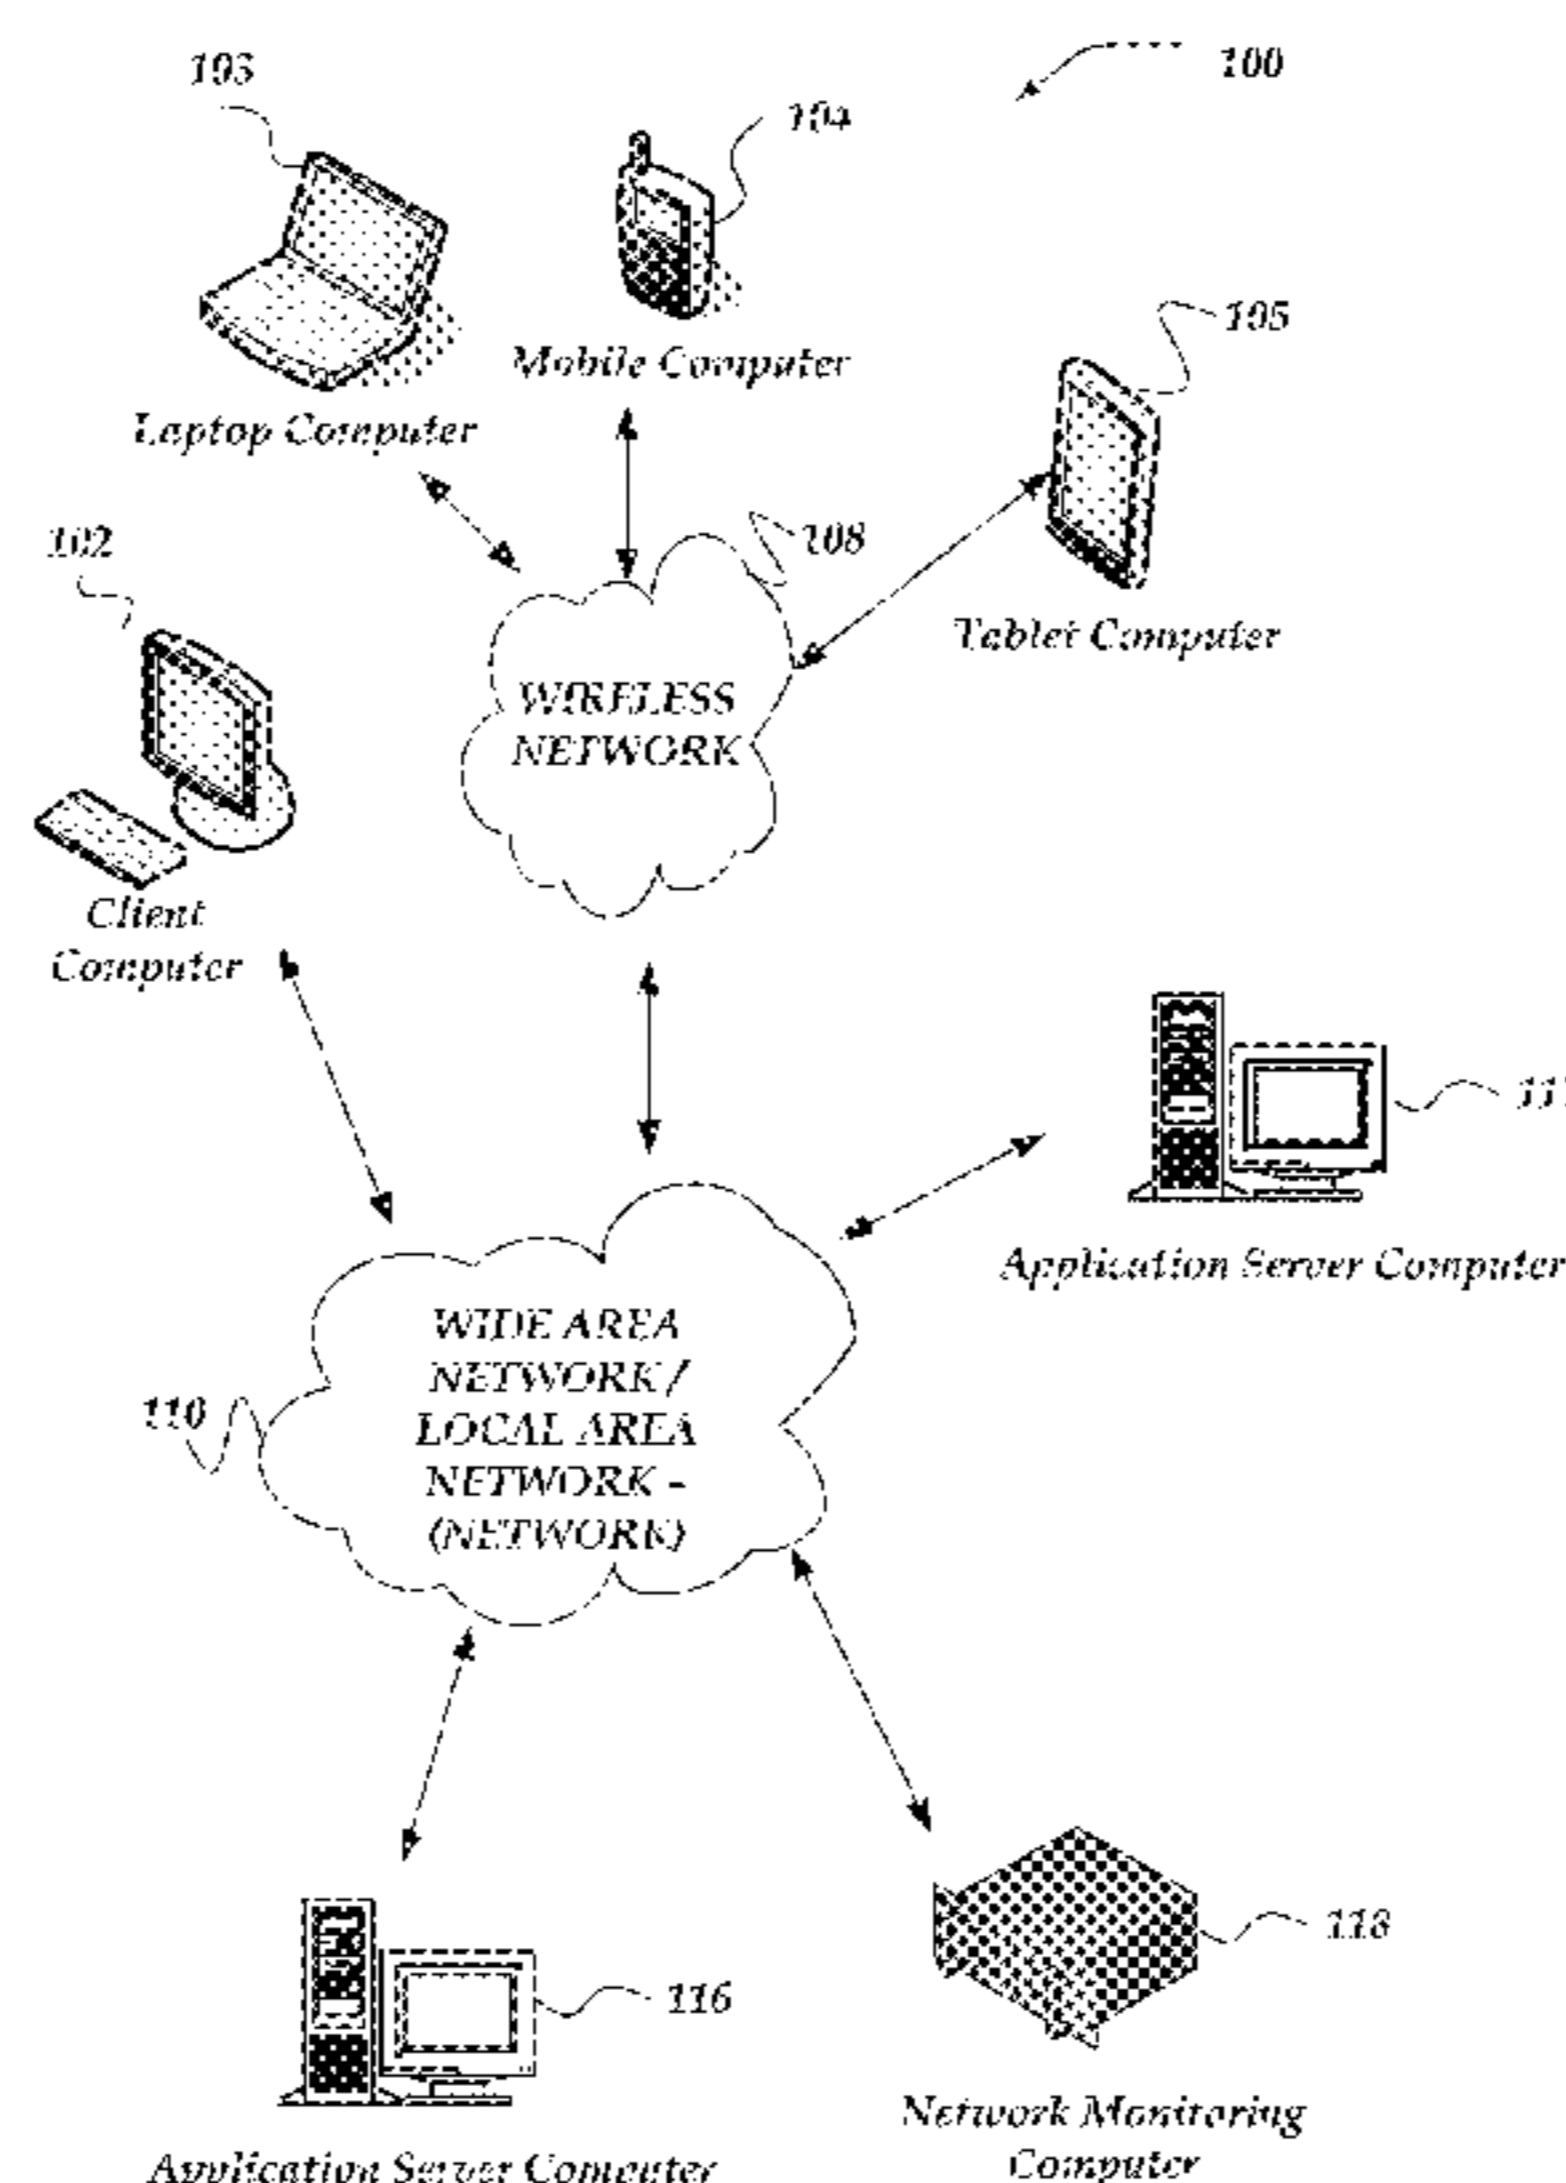 103
100
104
105
Mobile Computer
Laptop Computer
102
108
Tablet Computer
WIRELESS
NETWORK
Client
Computer
Application Server Computer
WIDE AREA
NETWORK /
LOCAL AREA
NETWORK -
(NETWORK)
110
118
116
Network Monitoring
Computer
Application Server Computer